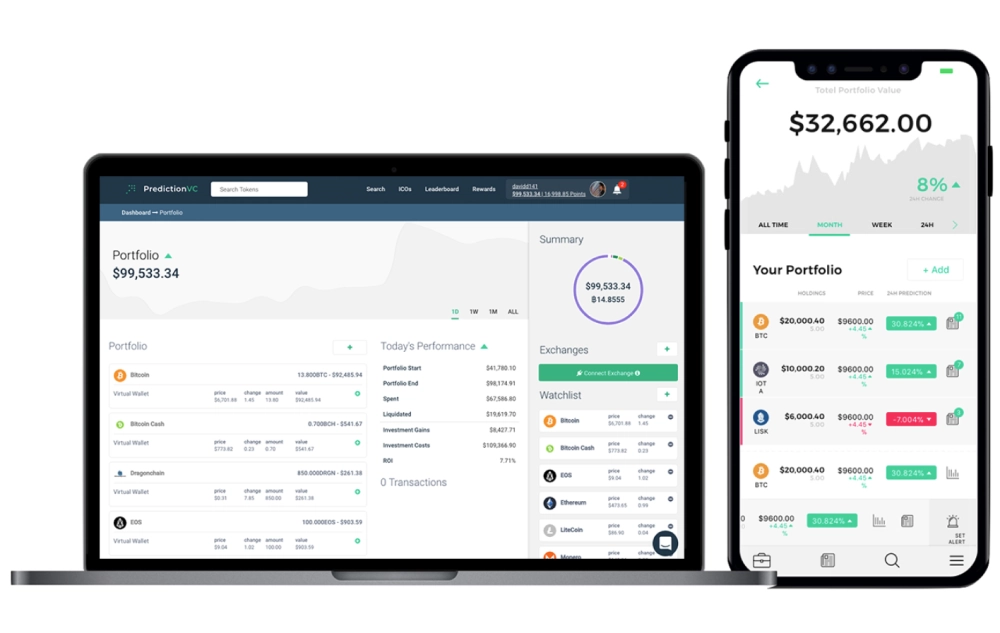 PredictionVC
Search Tokens
Search ICOs Leaderboard Rewards
davidd141
$99,533.34 | 16,998.85 Points
2
Dashboard Portfolio
Portfolio
$99,533.34
1D 1W 1M ALL
Portfolio +
Bitcoin 13.800BTC - $92,485.94
Virtual Wallet
price change amount value
$6,701.88 1.45 13.80 $92,485.94
Bitcoin Cash 0.700BCH - $541.67
Virtual Wallet
price change amount value
$773.82 0.23 0.70 $541.67
Dragonchain 850.000DRGN - $261.38
Virtual Wallet
price change amount value
$0.31 7.85 850.00 $261.38
EOS 100.000EOS - $903.59
Virtual Wallet
price change amount value
$9.04 1.02 100.00 $903.59
Today's Performance
Portfolio Start $41,780.10
Portfolio End $98,174.91
Spent $67,586.80
Liquidated $19,619.70
Investment Gains $8,427.71
Investment Costs $109,366.90
ROI 7.71%
0 Transactions
Summary
$99,533.34
฿14.8555
Exchanges +
Connect Exchange
Watchlist +
Bitcoin
price change
$6,701.88 1.45
Bitcoin Cash
price change
$773.82 0.23
EOS
price change
$9.04 1.02
Ethereum
price change
$473.65 0.99
LiteCoin
price change
$86.90 0.04
Monero
price change
Totel Portfolio Value
$32,662.00
8%
24H CHANGE
ALL TIME MONTH WEEK 24H
Your Portfolio + Add
HOLDINGS PRICE 24H PREDICTION
BTC
$20,000.40 $9600.00 30.824%
5.00 +4.45
%
IOT
A
$10,000.20 $9600.00 15.024%
5.00 +4.45
%
LISK
$6,000.40 $9600.00 -7.004%
5.00 +4.45
%
BTC
$20,000.40 $9600.00 30.824%
5.00 +4.45
%
0 $9600.00 30.824%
+4.45
%
SET
ALERT